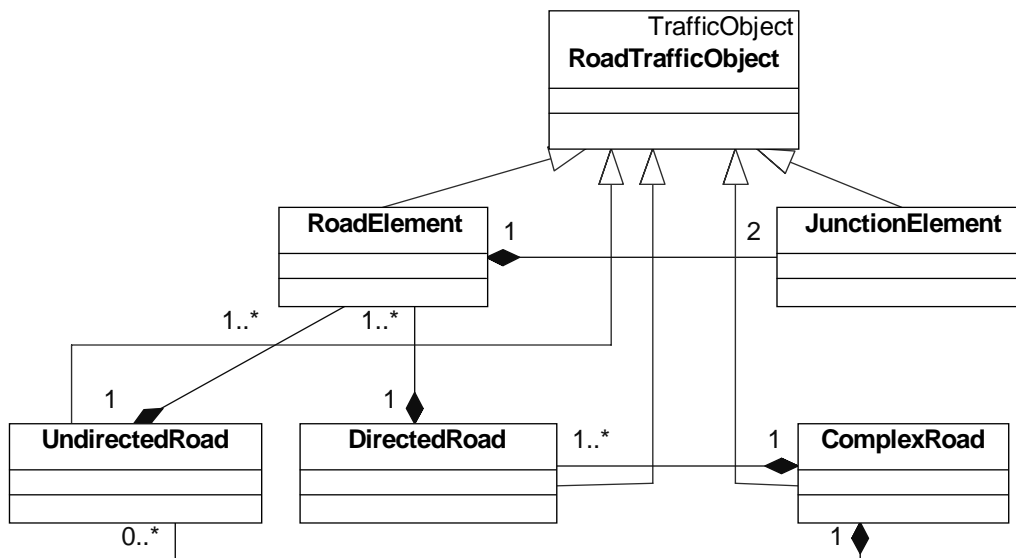 TrafficObject
RoadTrafficObject
RoadElement
1
2
JunctionElement
1..*
1..*
1
1
UndirectedRoad
DirectedRoad
1..*
1
ComplexRoad
0..*
1